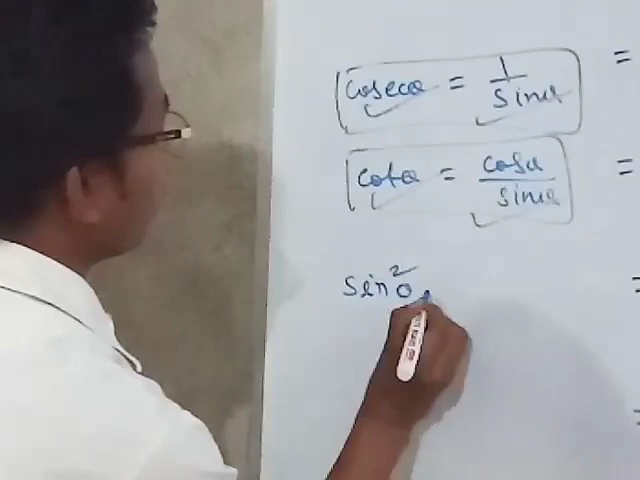 cosecα = 1/sinα =
cotα = cosα/sinα =
sin²θ